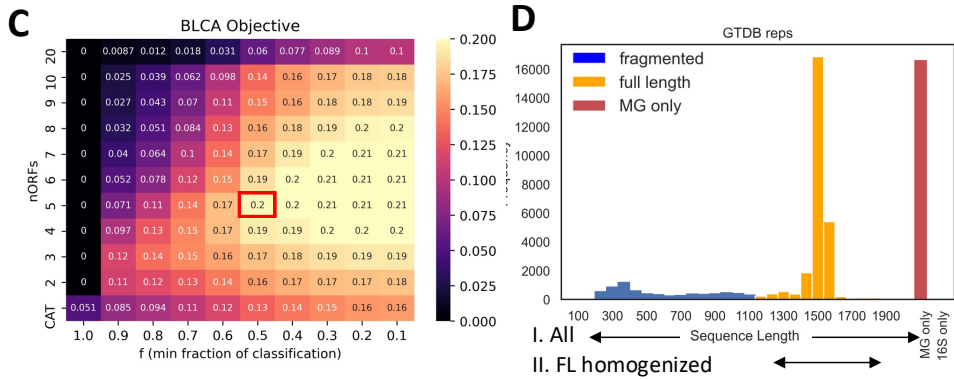 C
BLCA Objective
nORFs
20 0 0.0087 0.012 0.018 0.031 0.06 0.077 0.089 0.1 0.1
10 0 0.025 0.039 0.062 0.098 0.14 0.16 0.17 0.18 0.18
9 0 0.027 0.043 0.07 0.11 0.15 0.16 0.18 0.18 0.19
8 0 0.032 0.051 0.084 0.13 0.16 0.18 0.19 0.2 0.2
7 0 0.04 0.064 0.1 0.14 0.17 0.19 0.2 0.21 0.21
6 0 0.052 0.078 0.12 0.15 0.19 0.2 0.21 0.21 0.21
5 0 0.071 0.11 0.14 0.17 0.2 0.2 0.21 0.21 0.21
4 0 0.097 0.13 0.15 0.17 0.19 0.19 0.2 0.2 0.2
3 0 0.12 0.14 0.15 0.16 0.17 0.17 0.18 0.18 0.19
2 0 0.11 0.12 0.13 0.14 0.16 0.17 0.17 0.17 0.18
CAT 0.051 0.085 0.094 0.11 0.12 0.13 0.14 0.15 0.16 0.16
1.0 0.9 0.8 0.7 0.6 0.5 0.4 0.3 0.2 0.1
f (min fraction of classification)
0.200
0.175
0.150
0.125
0.100
0.075
0.050
0.025
0.000
D
GTDB reps
fragmented
full length
MG only
16000
14000
12000
10000
8000
6000
4000
2000
0
100 300 500 700 900 1100 1300 1500 1700 1900
MG only
16S only
Sequence Length
I. All
II. FL homogenized